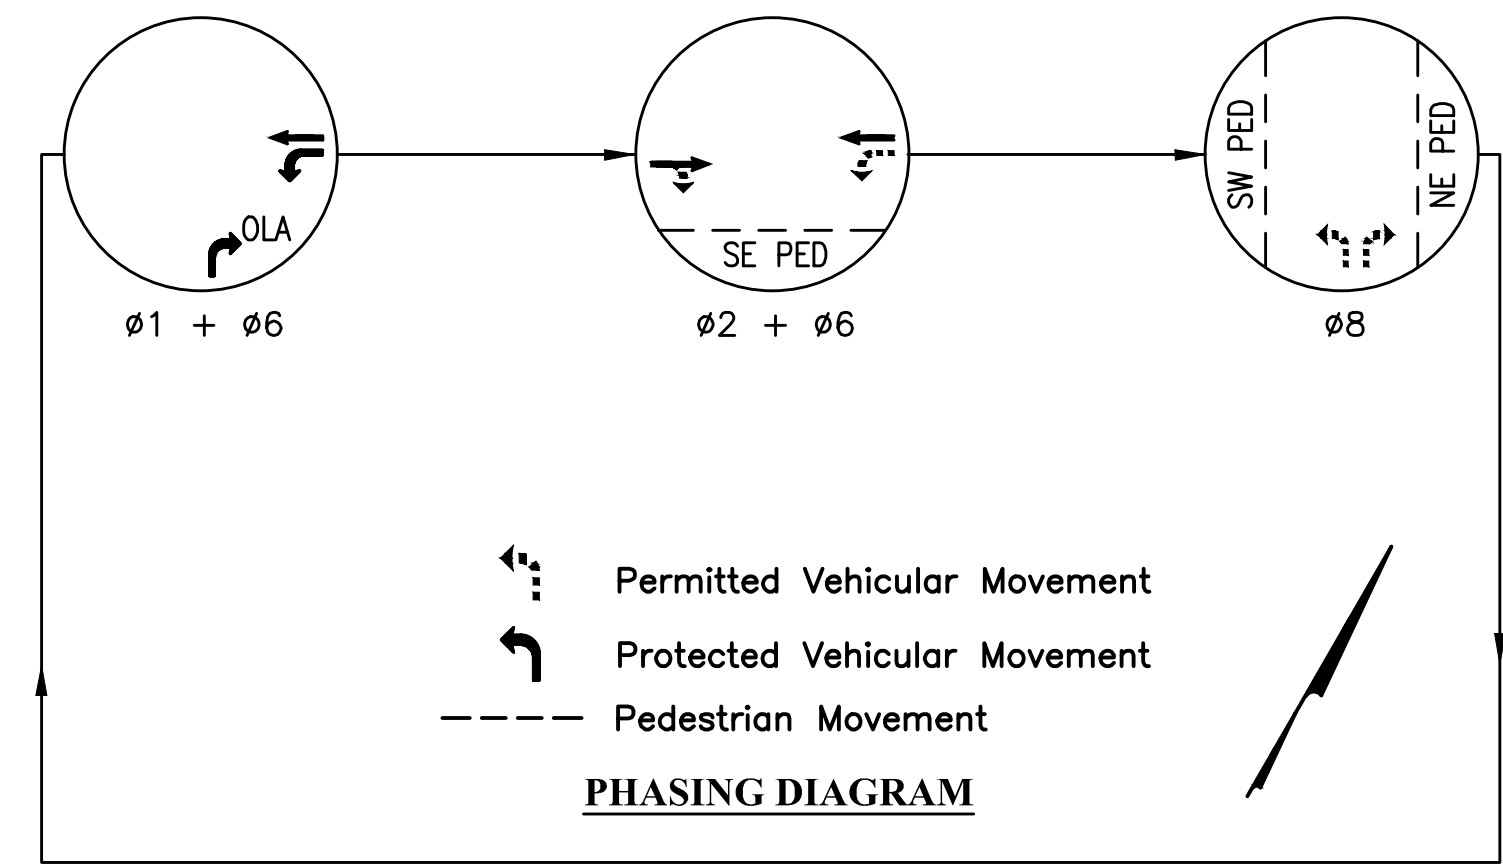 OLA
ø1 + ø6
SE PED
ø2 + ø6
SW PED
NE PED
ø8
Permitted Vehicular Movement
Protected Vehicular Movement
Pedestrian Movement
PHASING DIAGRAM